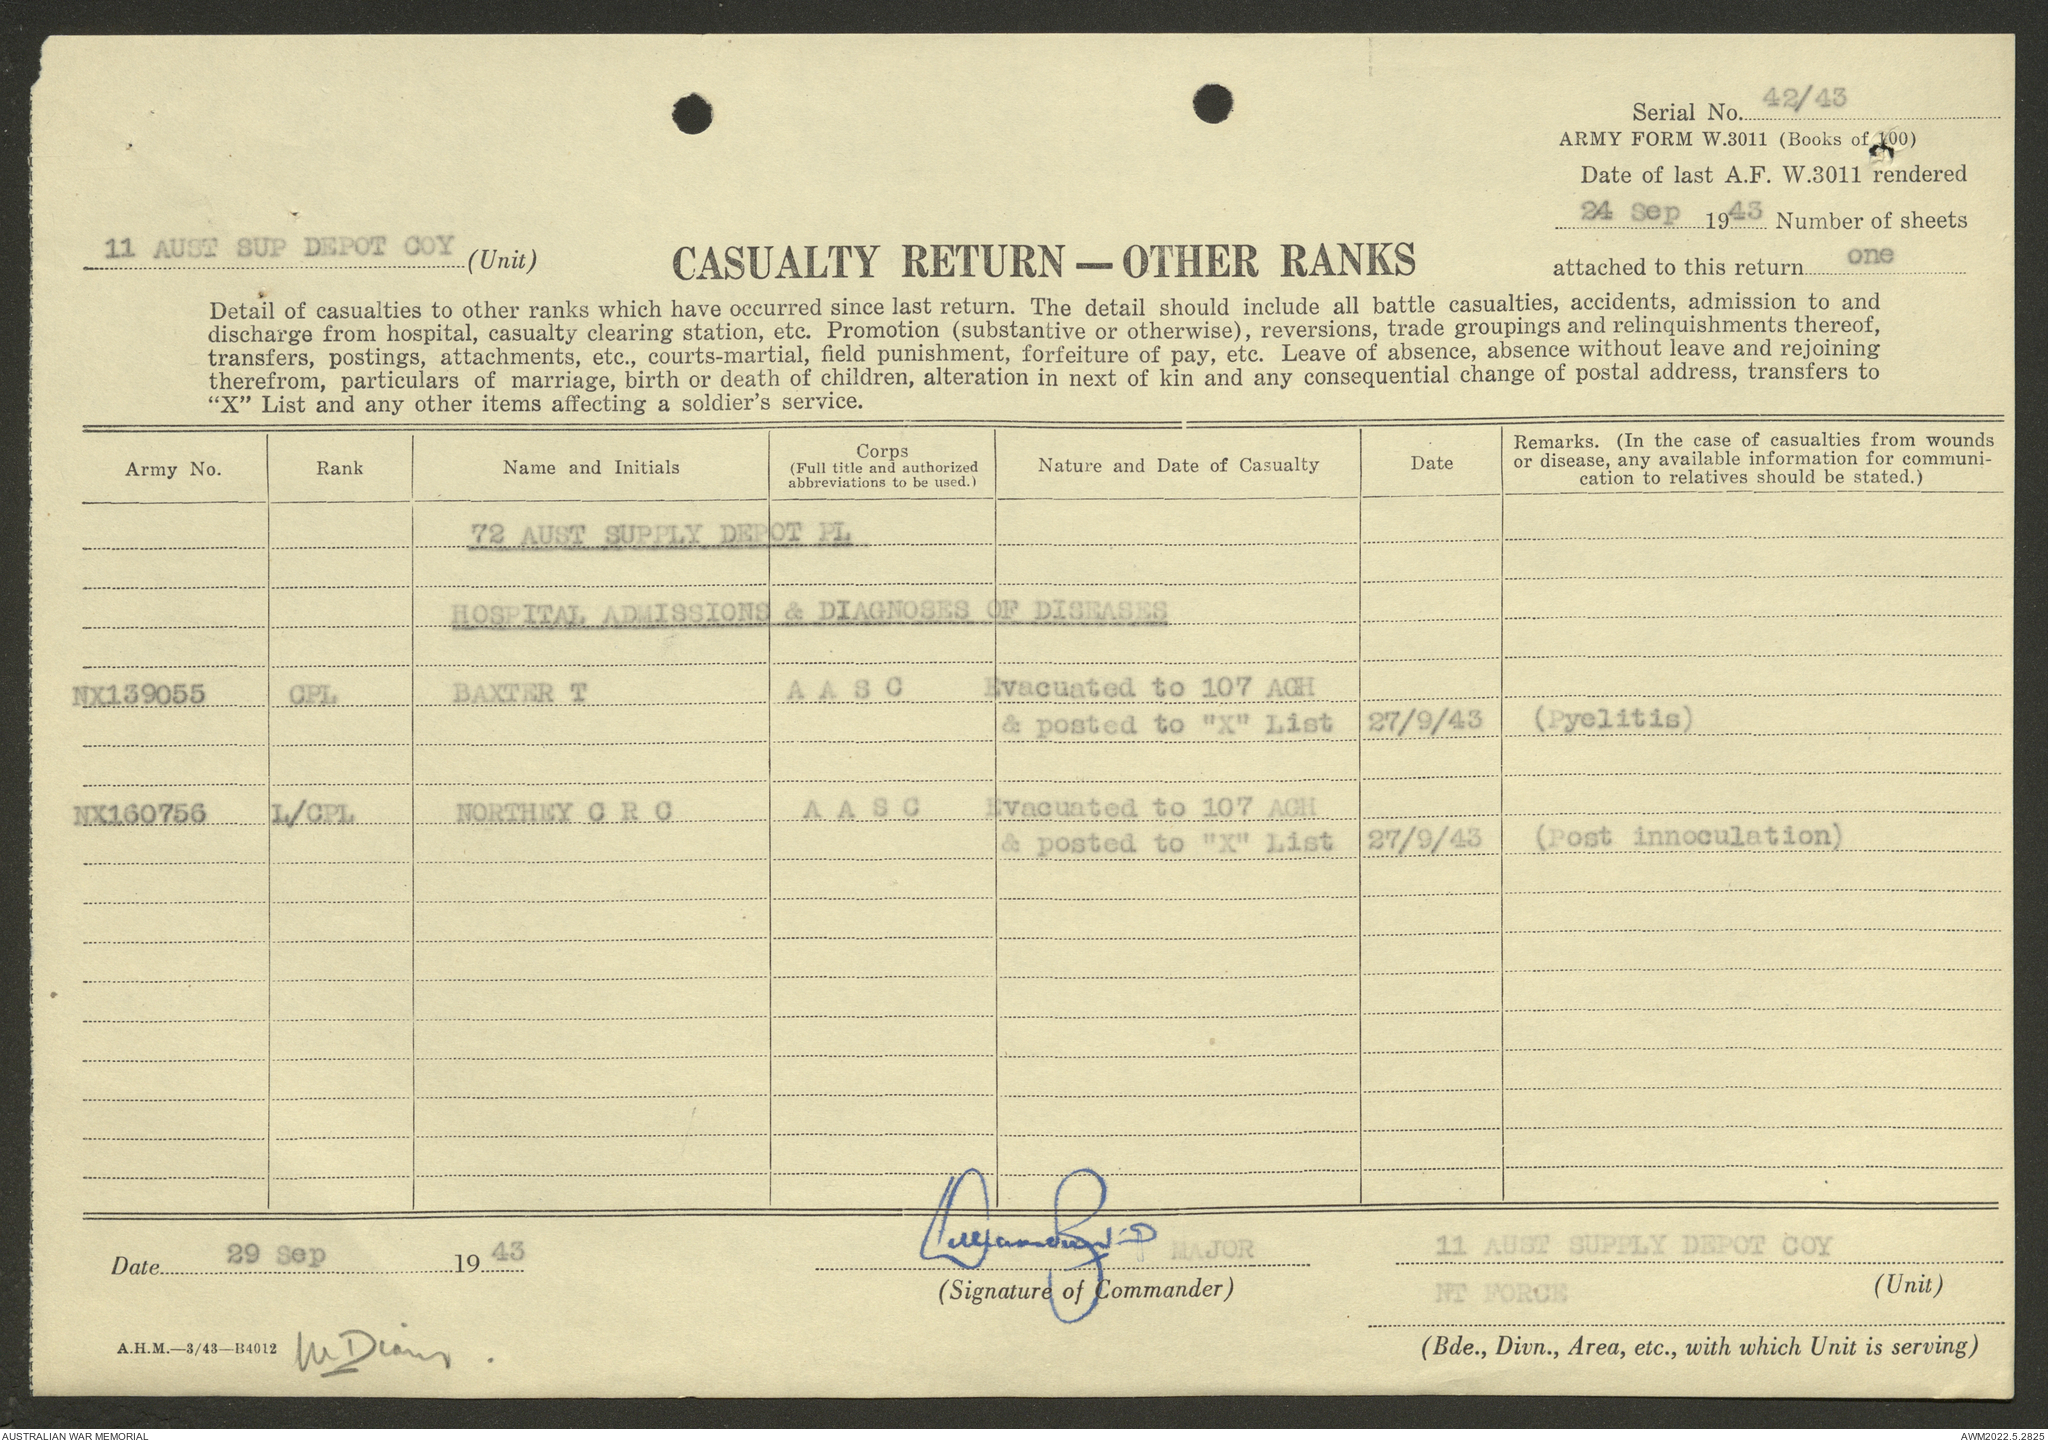 Serial No. 42/43
ARMY FORM W.3011 (Books of 100)
Date of last A.F. W.3011 rendered
24 Sep 1943 Number of sheets
attached to this return one
11 AUST SUP DEPOT COY (Unit)
CASUALTY RETURN — OTHER RANKS
Detail of casualties to other ranks which have occurred since last return. The detail should include all battle casualties, accidents, admission to and
discharge from hospital, casualty clearing station, etc. Promotion (substantive or otherwise), reversions, trade groupings and relinquishments thereof,
transfers, postings, attachments, etc., courts-martial, field punishment, forfeiture of pay, etc. Leave of absence, absence without leave and rejoining
therefrom, particulars of marriage, birth or death of children, alteration in next of kin and any consequential change of postal address, transfers to
“X” List and any other items affecting a soldier’s service.
Army No.
Rank
Name and Initials
Corps
(Full title and authorized
abbreviations to be used.)
Nature and Date of Casualty
Date
Remarks. (In the case of casualties from wounds
or disease, any available information for communi-
cation to relatives should be stated.)
72 AUST SUPPLY DEPOT PL
HOSPITAL ADMISSIONS & DIAGNOSES OF DISEASES
NX139055 CPL BAXTER T A A S C Evacuated to 107 AGH
& posted to "X" List 27/9/43 (Pyelitis)
NX160756 L/CPL NORTHEY C R C A A S C Evacuated to 107 AGH
& posted to "X" List 27/9/43 (Post innoculation)
Date 29 Sep 1943
MAJOR
(Signature of Commander)
11 AUST SUPPLY DEPOT COY
(Unit)
NT FORCE
(Bde., Divn., Area, etc., with which Unit is serving)
A.H.M.—3/43—B4012
AUSTRALIAN WAR MEMORIAL
AWM2022.5.2825